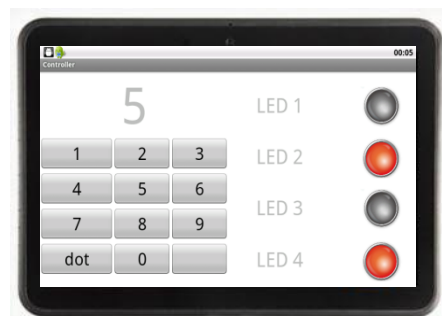 00:05
Controller
5
LED 1
1 2 3
LED 2
4 5 6
LED 3
7 8 9
dot 0
LED 4